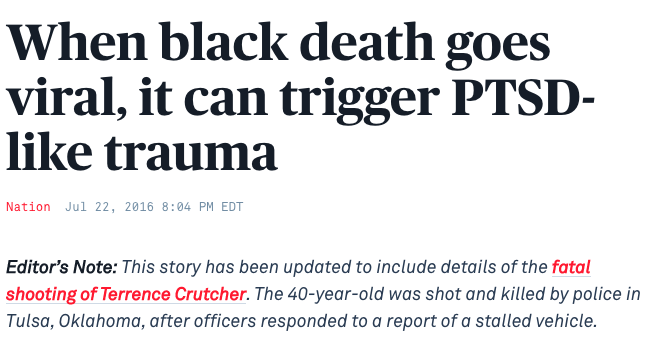 When black death goes
viral, it can trigger PTSD-
like trauma
Nation Jul 22, 2016 8:04 PM EDT
Editor’s Note: This story has been updated to include details of the fatal
shooting of Terrence Crutcher. The 40-year-old was shot and killed by police in
Tulsa, Oklahoma, after officers responded to a report of a stalled vehicle.